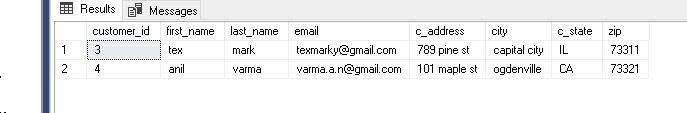 Results Messages
customer_id first_name last_name email c_address city c_state zip
1 3 tex mark texmarky@gmail.com 789 pine st capital city IL 73311
2 4 anil varma varma.a.n@gmail.com 101 maple st ogdenville CA 73321